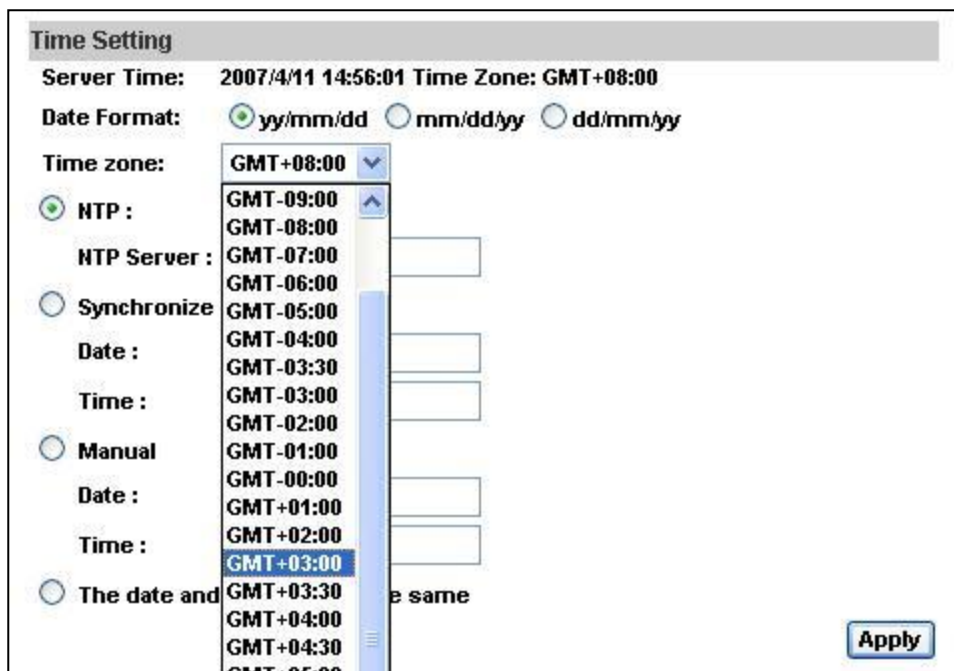 Time Setting
Server Time: 2007/4/11 14:56:01 Time Zone: GMT+08:00
Date Format: yy/mm/dd mm/dd/yy dd/mm/yy
Time zone: GMT+08:00
GMT-09:00
NTP :
GMT-08:00
NTP Server : GMT-07:00
GMT-06:00
Synchronize GMT-05:00
GMT-04:00
Date :
GMT-03:30
GMT-03:00
Time :
GMT-02:00
Manual GMT-01:00
GMT-00:00
Date :
GMT+01:00
GMT+02:00
Time :
GMT+03:00
The date and GMT+03:30 e same
GMT+04:00
GMT+04:30
Apply